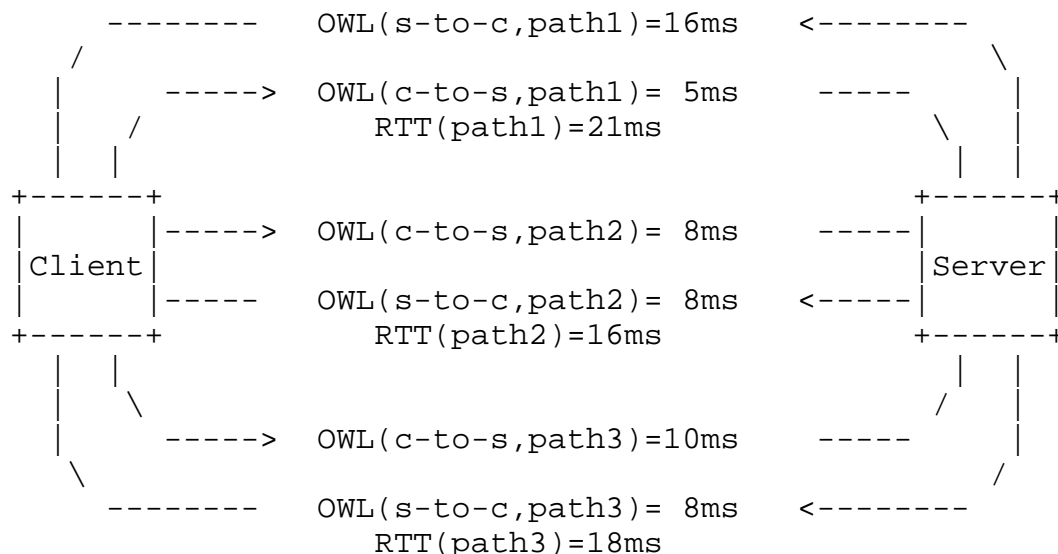 OWL(s-to-c,path1)=16ms
OWL(c-to-s,path1)= 5ms
RTT(path1)=21ms
OWL(c-to-s,path2)= 8ms
Client Server
OWL(s-to-c,path2)= 8ms
RTT(path2)=16ms
OWL(c-to-s,path3)=10ms
OWL(s-to-c,path3)= 8ms
RTT(path3)=18ms